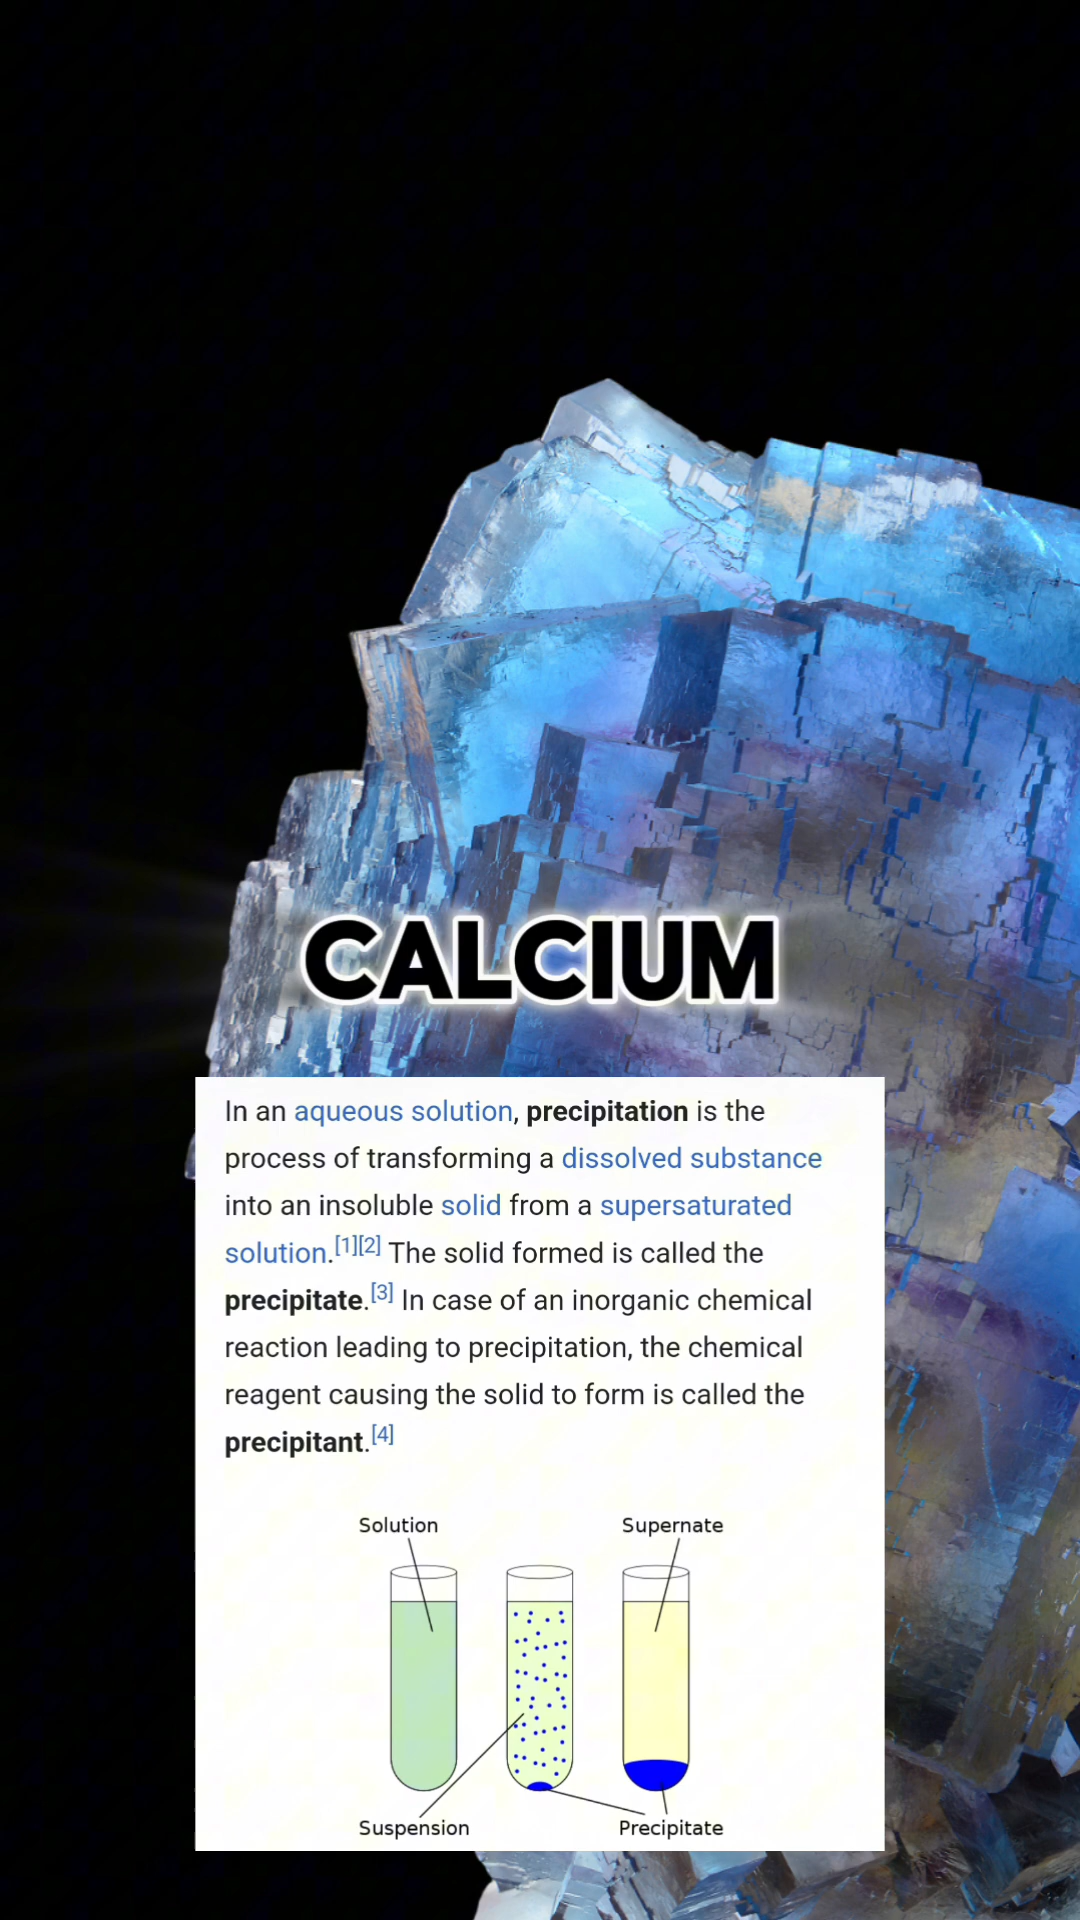 CALCIUM
In an aqueous solution, precipitation is the
process of transforming a dissolved substance
into an insoluble solid from a supersaturated
solution.[1][2] The solid formed is called the
precipitate.[3] In case of an inorganic chemical
reaction leading to precipitation, the chemical
reagent causing the solid to form is called the
precipitant.[4]
Solution
Supernate
Suspension
Precipitate